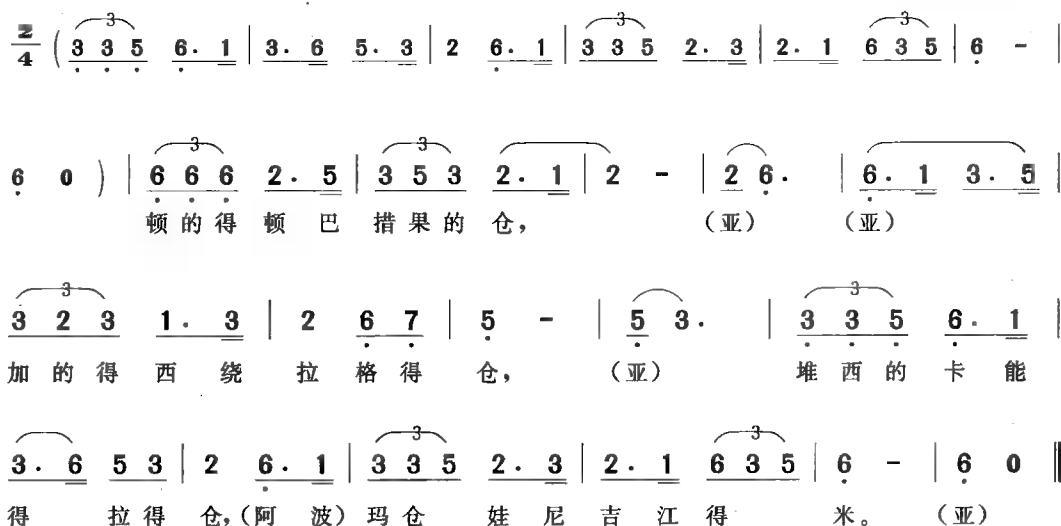 2/4 ( 3 3 5 6. 1 | 3. 6 5. 3 | 2 6. 1 | 3 3 5 2. 3 | 2. 1 6 3 5 | 6 - |
6 0 ) | 6 6 6 2. 5 | 3 5 3 2. 1 | 2 - | 2 6. | 6. 1 3. 5 |
顿的得 顿 巴 措果的 仓, (亚) (亚)
3 2 3 1. 3 | 2 6 7 | 5 - | 5 3. | 3 3 5 6. 1 |
加的得 西 绕 拉 格得 仓, (亚) 堆西的 卡 能
3. 6 5 3 | 2 6. 1 | 3 3 5 2. 3 | 2. 1 6 3 5 | 6 - | 6 0 ‖
得 拉得 仓,(阿 波)玛仓 娃 尼 吉 江得 米。 (亚)